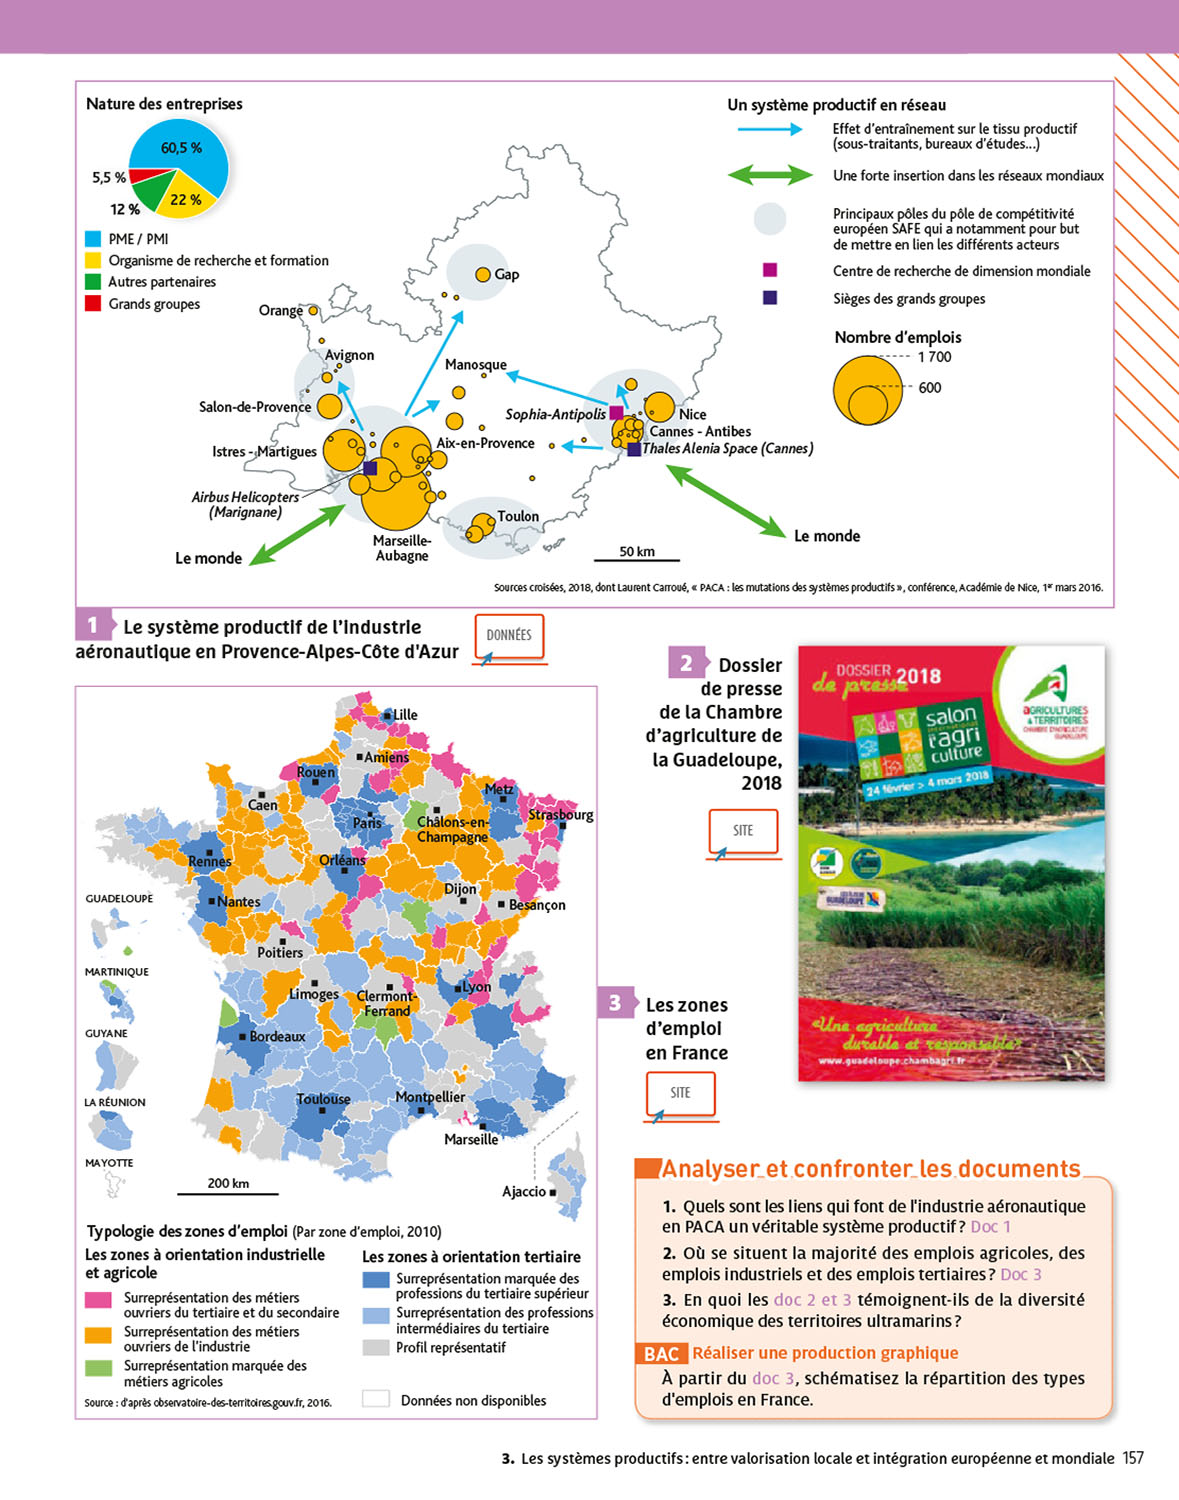 Nature des entreprises
60,5 %
5,5 %
22 %
12 %
PME / PMI
Organisme de recherche et formation
Autres partenaires
Grands groupes
Un système productif en réseau
Effet d'entraînement sur le tissu productif
(sous-traitants, bureaux d'études...)
Une forte insertion dans les réseaux mondiaux
Principaux pôles du pôle de compétitivité
européen SAFE qui a notamment pour but
de mettre en lien les différents acteurs
Centre de recherche de dimension mondiale
Sièges des grands groupes
Nombre d'emplois
1 700
600
Gap
Orange
Avignon
Manosque
Salon-de-Provence
Sophia-Antipolis
Nice
Cannes - Antibes
Istres - Martigues
Aix-en-Provence
Thales Alenia Space (Cannes)
Airbus Helicopters
(Marignane)
Toulon
Le monde
Marseille-
Aubagne
Le monde
50 km
Sources croisées, 2018, dont Laurent Carroué, « PACA : les mutations des systèmes productifs », conférence, Académie de Nice, 1er mars 2016.
1 Le système productif de l'industrie
aéronautique en Provence-Alpes-Côte d'Azur
DONNÉES
2 Dossier
de presse
de la Chambre
d'agriculture de
la Guadeloupe,
2018
SITE
DOSSIER
de presse 2018
AGRICULTURES
& TERRITOIRES
CHAMBRE D'AGRICULTURE
GUADELOUPE
salon
international
de l'agri
culture
24 février > 4 mars 2018
«Une agriculture
durable et responsable»
www.guadeloupe.chambagri.fr
Lille
Amiens
Rouen
Caen
Metz
Strasbourg
Paris
Châlons-en-
Champagne
Rennes
Orléans
Nantes
Dijon
Besançon
Poitiers
Limoges
Clermont-
Ferrand
Lyon
Bordeaux
Toulouse
Montpellier
Marseille
Ajaccio
GUADELOUPE
MARTINIQUE
GUYANE
LA RÉUNION
MAYOTTE
200 km
Typologie des zones d'emploi (Par zone d'emploi, 2010)
Les zones à orientation industrielle
et agricole
Surreprésentation des métiers
ouvriers du tertiaire et du secondaire
Surreprésentation des métiers
ouvriers de l'industrie
Surreprésentation marquée des
métiers agricoles
Les zones à orientation tertiaire
Surreprésentation marquée des
professions du tertiaire supérieur
Surreprésentation des professions
intermédiaires du tertiaire
Profil représentatif
Données non disponibles
Source : d'après observatoire-des-territoires.gouv.fr, 2016.
3 Les zones
d'emploi
en France
SITE
Analyser et confronter les documents
1. Quels sont les liens qui font de l'industrie aéronautique
en PACA un véritable système productif ? Doc 1
2. Où se situent la majorité des emplois agricoles, des
emplois industriels et des emplois tertiaires ? Doc 3
3. En quoi les doc 2 et 3 témoignent-ils de la diversité
économique des territoires ultramarins ?
BAC Réaliser une production graphique
À partir du doc 3, schématisez la répartition des types
d'emplois en France.
3. Les systèmes productifs : entre valorisation locale et intégration européenne et mondiale 157